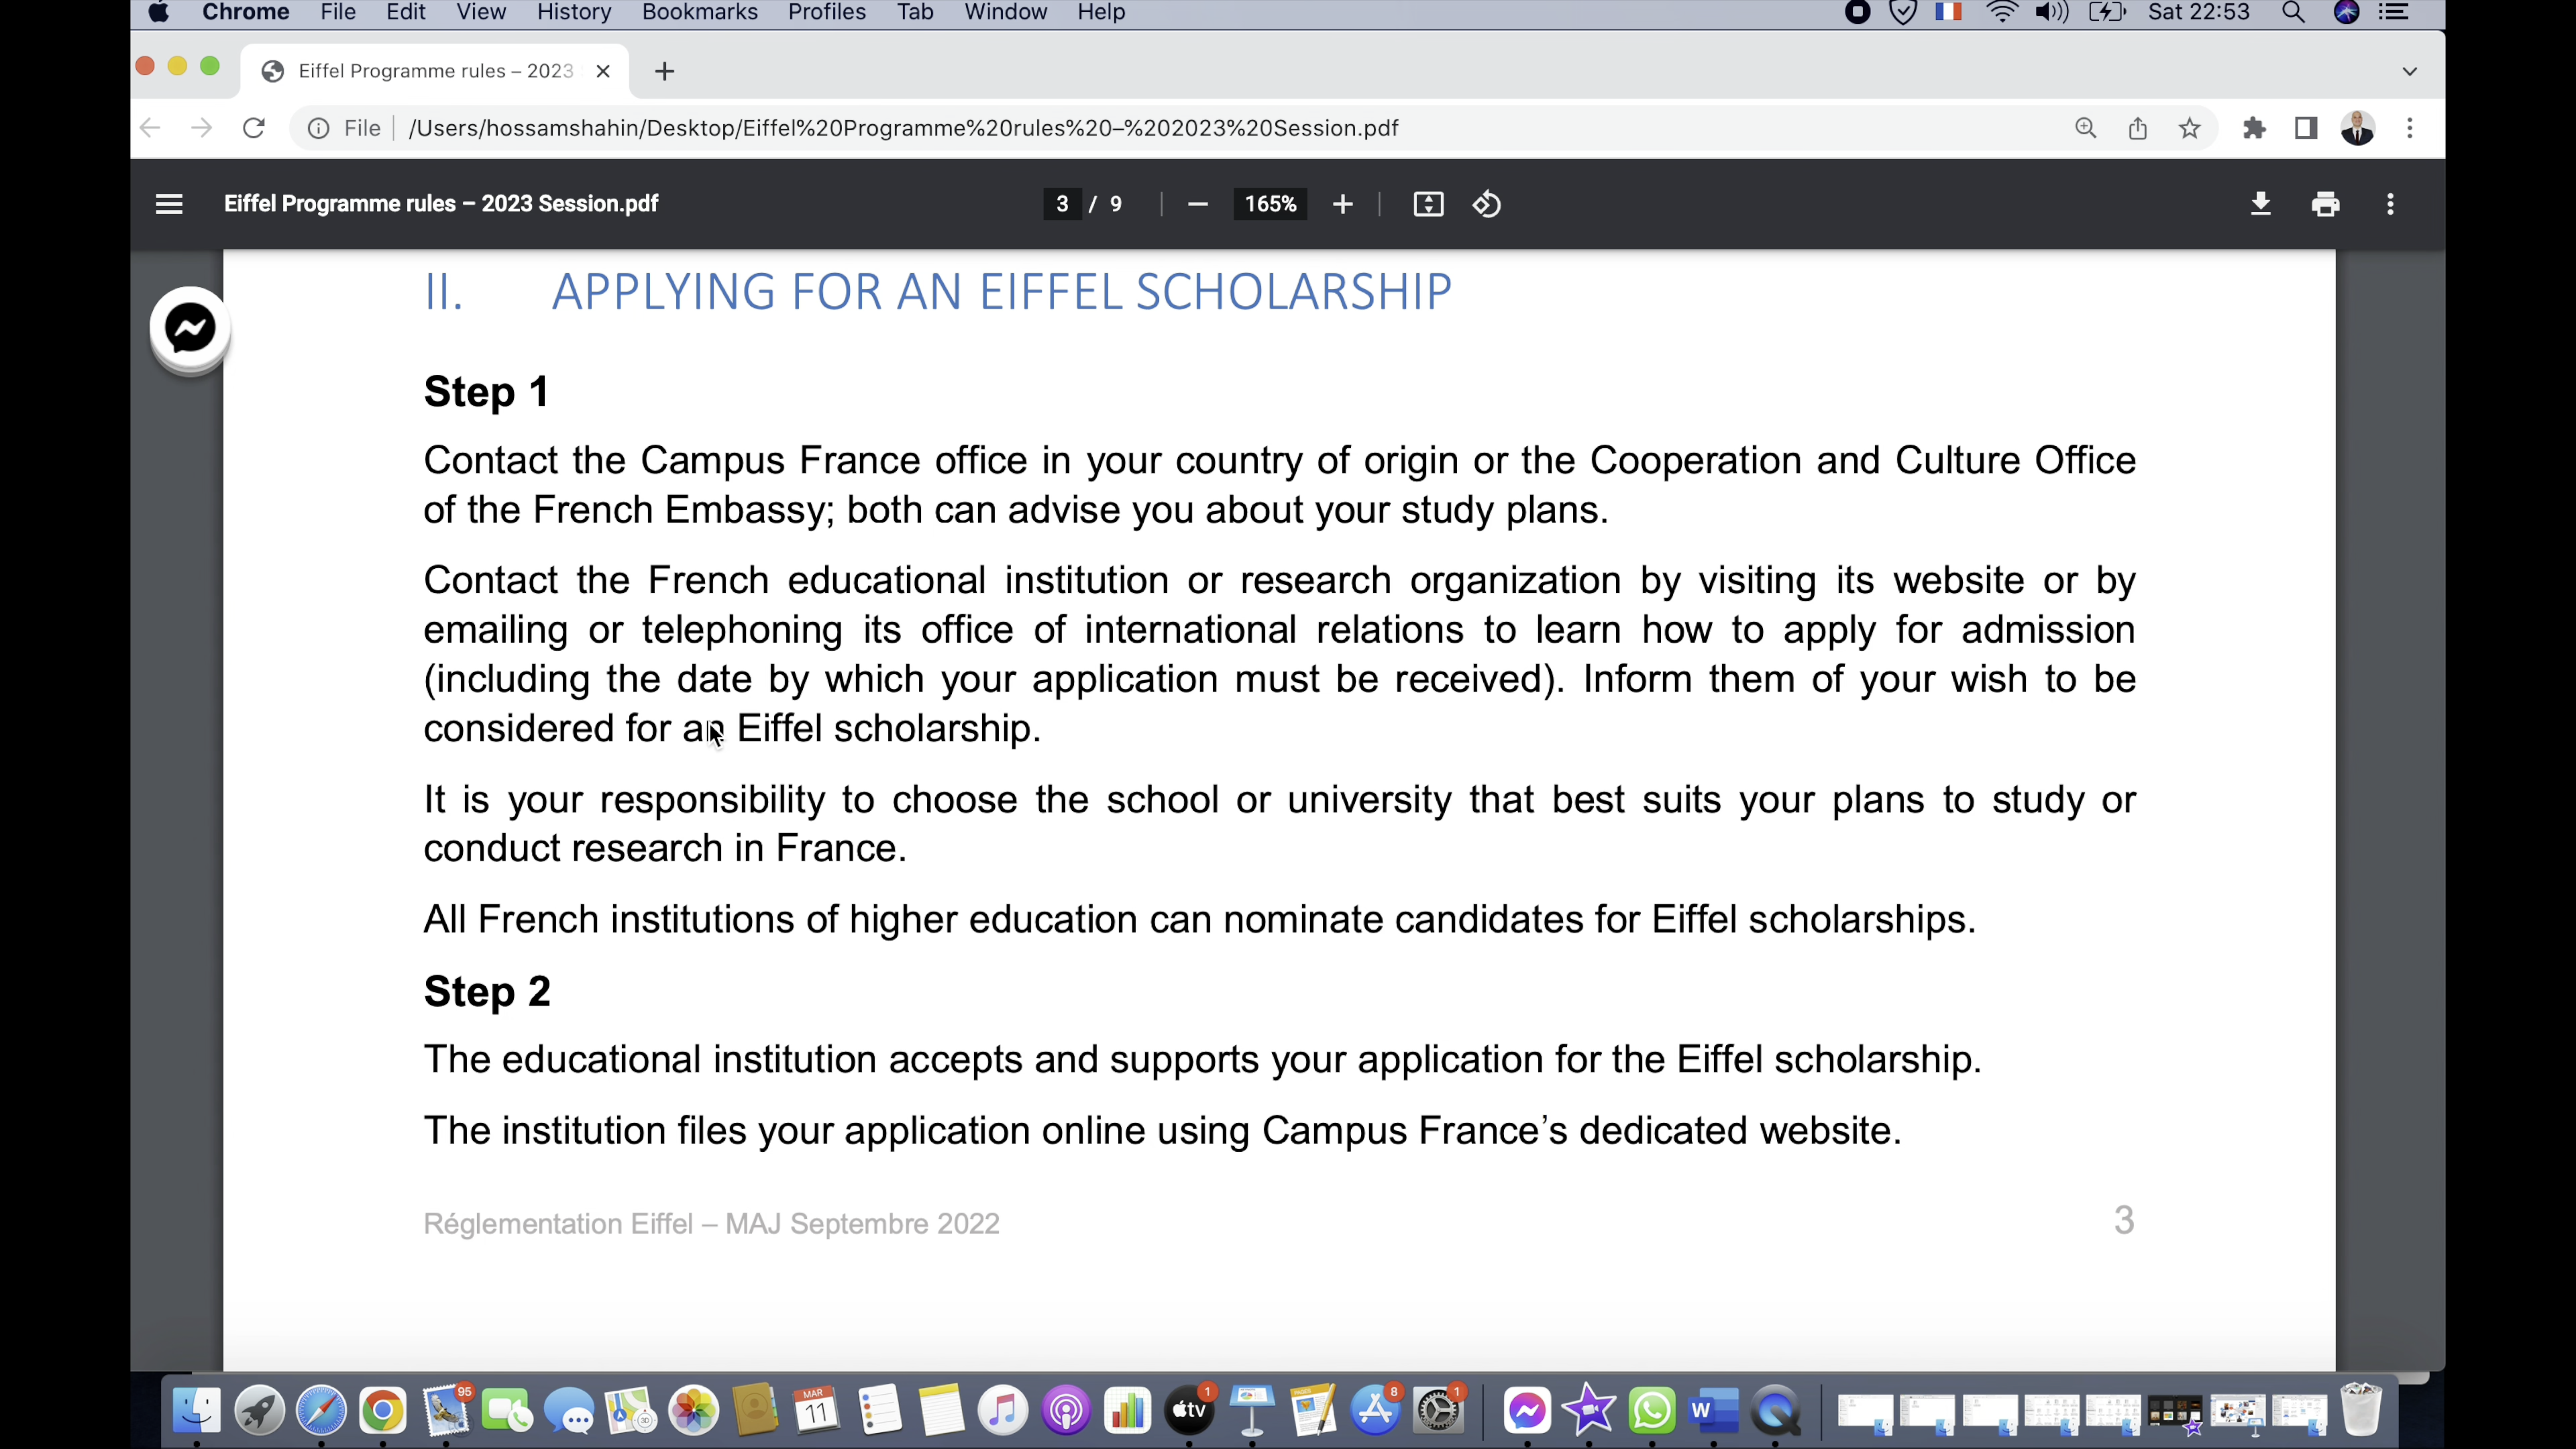 Chrome File Edit View History Bookmarks Profiles Tab Window Help Sat 22:53
Eiffel Programme rules – 2023
File /Users/hossamshahin/Desktop/Eiffel%20Programme%20rules%20–%202023%20Session.pdf
Eiffel Programme rules – 2023 Session.pdf 3 / 9 165%
II. APPLYING FOR AN EIFFEL SCHOLARSHIP
Step 1
Contact the Campus France office in your country of origin or the Cooperation and Culture Office
of the French Embassy; both can advise you about your study plans.
Contact the French educational institution or research organization by visiting its website or by
emailing or telephoning its office of international relations to learn how to apply for admission
(including the date by which your application must be received). Inform them of your wish to be
considered for an Eiffel scholarship.
It is your responsibility to choose the school or university that best suits your plans to study or
conduct research in France.
All French institutions of higher education can nominate candidates for Eiffel scholarships.
Step 2
The educational institution accepts and supports your application for the Eiffel scholarship.
The institution files your application online using Campus France’s dedicated website.
Réglementation Eiffel – MAJ Septembre 2022 3
95 3D MAR 11 tv 1 PAGES 8 1 W